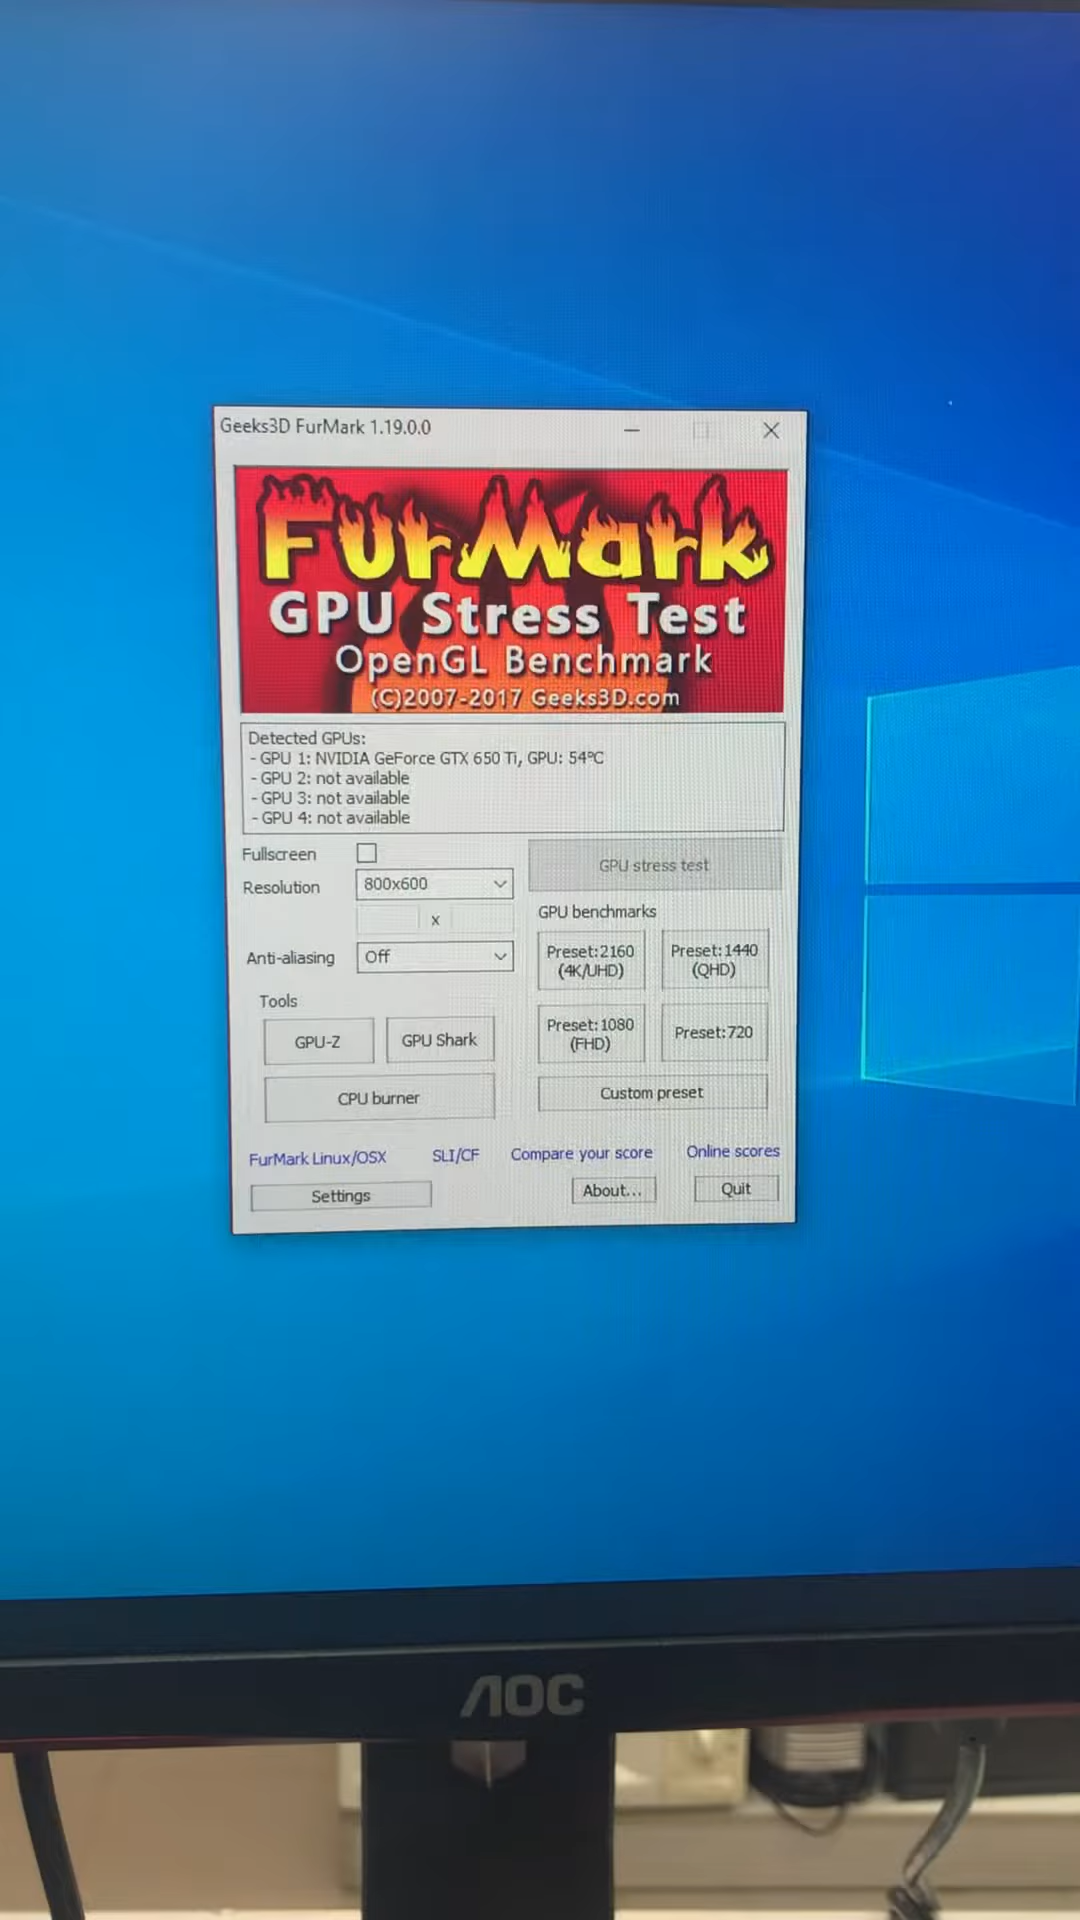 Geeks3D FurMark 1.19.0.0
FurMark
GPU Stress Test
OpenGL Benchmark
(C)2007-2017 Geeks3D.com
Detected GPUs:
- GPU 1: NVIDIA GeForce GTX 650 Ti, GPU: 54°C
- GPU 2: not available
- GPU 3: not available
- GPU 4: not available
Fullscreen
GPU stress test
Resolution
800x600
x
GPU benchmarks
Anti-aliasing
Off
Preset:2160
(4K/UHD)
Preset:1440
(QHD)
Tools
GPU-Z
GPU Shark
Preset:1080
(FHD)
Preset:720
CPU burner
Custom preset
FurMark Linux/OSX
SLI/CF
Compare your score
Online scores
Settings
About...
Quit
AOC